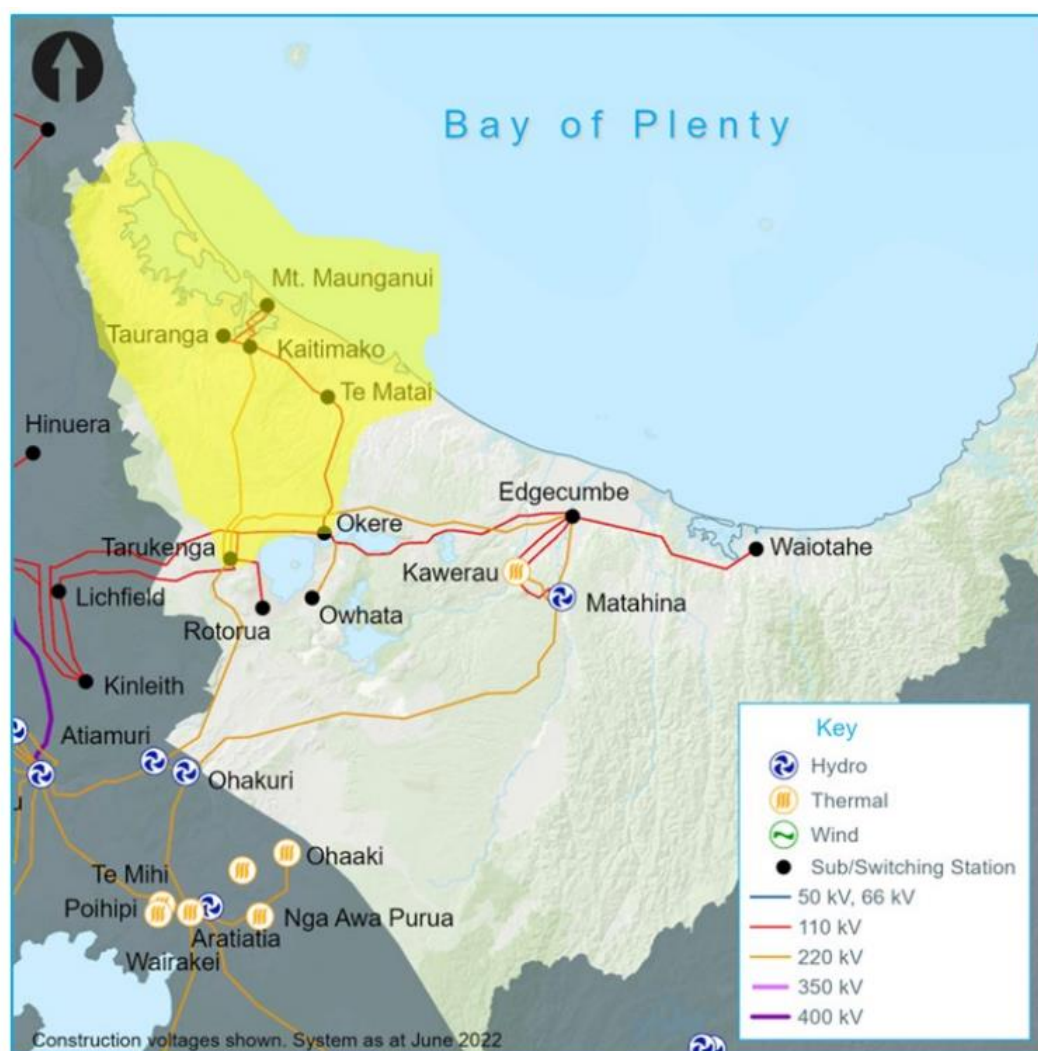 Bay of Plenty
Mt. Maunganui
Tauranga
Kaitimako
Te Matai
Hinuera
Edgecumbe
Okere
Tarukenga
Waiotahe
Kawerau
Lichfield
Matahina
Rotorua
Owhata
Kinleith
Atiamuri
Ohakuri
u
Ohaaki
Te Mihi
Poihipi
Nga Awa Purua
Aratiatia
Wairakei
Key
Hydro
Thermal
Wind
Sub/Switching Station
50 kV, 66 kV
110 kV
220 kV
350 kV
400 kV
Construction voltages shown. System as at June 2022